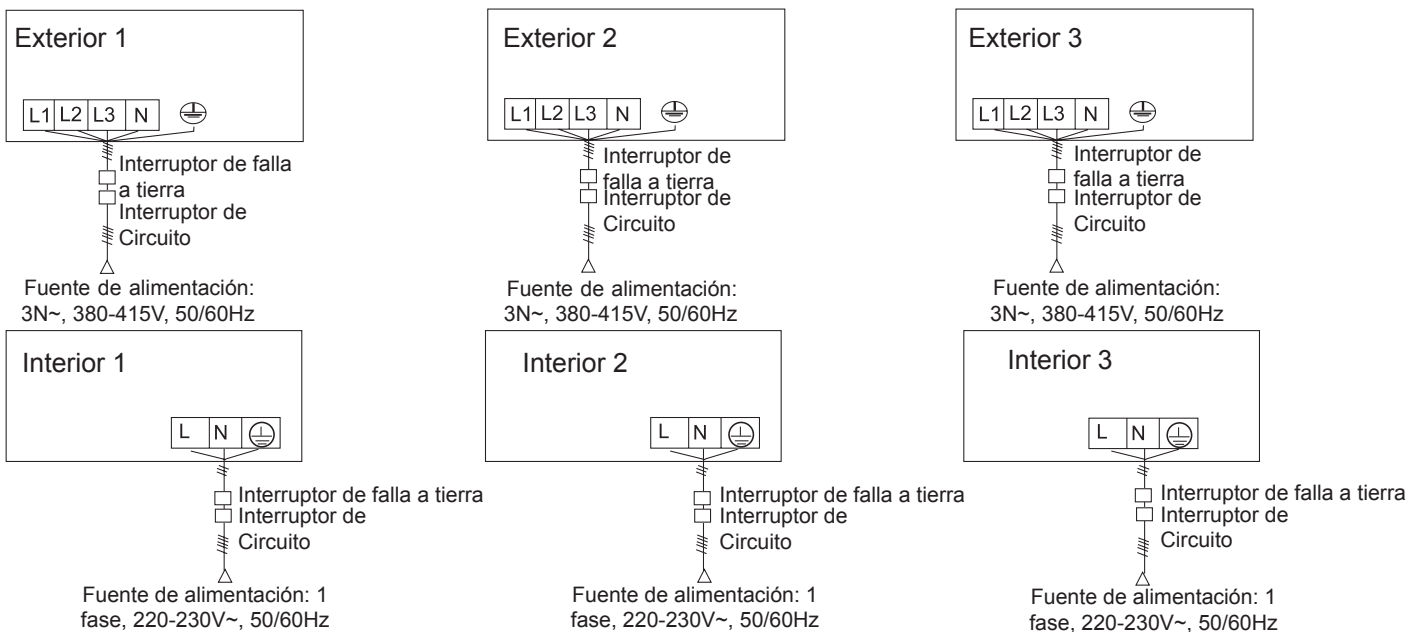 Exterior 1
L1 L2 L3 N
Interruptor de falla
a tierra
Interruptor de
Circuito
Fuente de alimentación:
3N~, 380-415V, 50/60Hz
Exterior 2
L1 L2 L3 N
Interruptor de
falla a tierra
Interruptor de
Circuito
Fuente de alimentación:
3N~, 380-415V, 50/60Hz
Exterior 3
L1 L2 L3 N
Interruptor de
falla a tierra
Interruptor de
Circuito
Fuente de alimentación:
3N~, 380-415V, 50/60Hz
Interior 1
L N
Interruptor de falla a tierra
Interruptor de
Circuito
Fuente de alimentación: 1
fase, 220-230V~, 50/60Hz
Interior 2
L N
Interruptor de falla a tierra
Interruptor de
Circuito
Fuente de alimentación: 1
fase, 220-230V~, 50/60Hz
Interior 3
L N
Interruptor de falla a tierra
Interruptor de
Circuito
Fuente de alimentación: 1
fase, 220-230V~, 50/60Hz